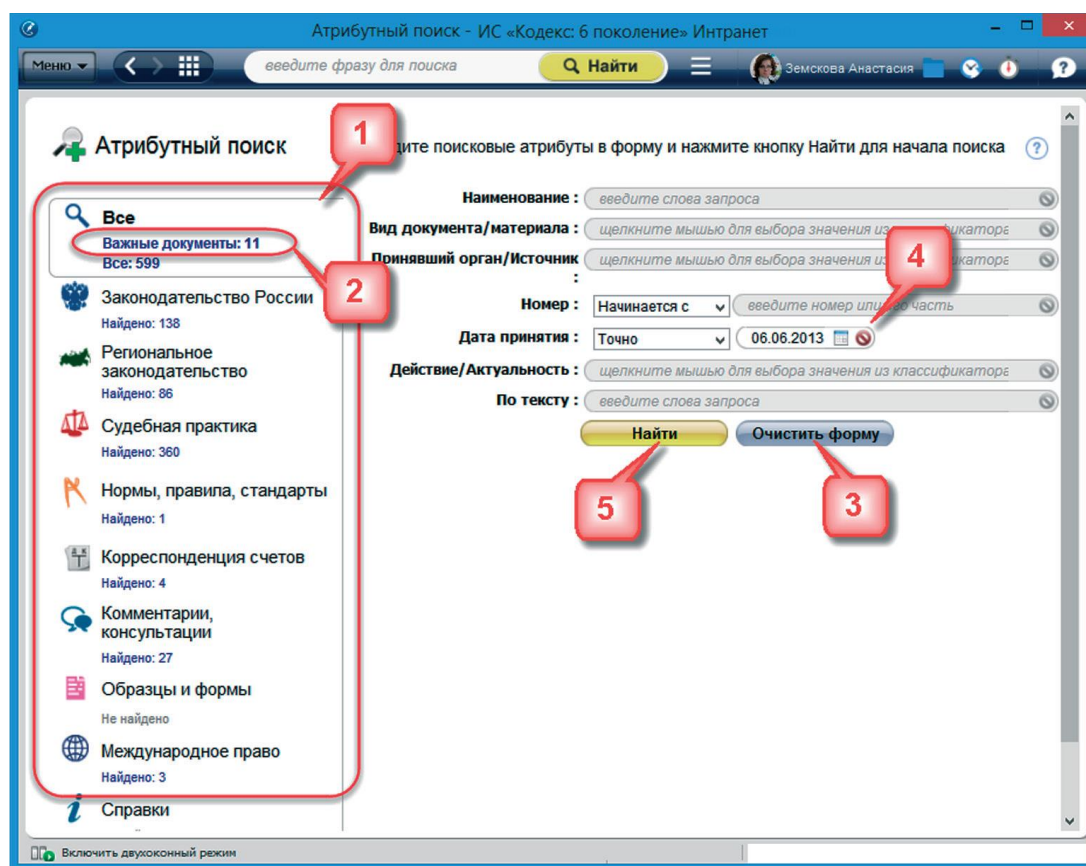 Атрибутный поиск - ИС «Кодекс: 6 поколение» Интранет
Меню
введите фразу для поиска
Найти
Земскова Анастасия
?
Атрибутный поиск
1
дите поисковые атрибуты в форму и нажмите кнопку Найти для начала поиска
?
Все
Важные документы: 11
Все: 599
2
Законодательство России
Найдено: 138
Региональное
законодательство
Найдено: 86
Судебная практика
Найдено: 360
Нормы, правила, стандарты
Найдено: 1
Корреспонденция счетов
Найдено: 4
Комментарии,
консультации
Найдено: 27
Образцы и формы
Не найдено
Международное право
Найдено: 3
Справки
Наименование :
введите слова запроса
Вид документа/материала :
щелкните мышью для выбора значения из классификатора
Принявший орган/Источник
:
щелкните мышью для выбора значения
4
Номер :
Начинается с
введите номер или его часть
Дата принятия :
Точно
06.06.2013
Действие/Актуальность :
щелкните мышью для выбора значения из классификатора
По тексту :
введите слова запроса
Найти
Очистить форму
5
3
Включить двухоконный режим